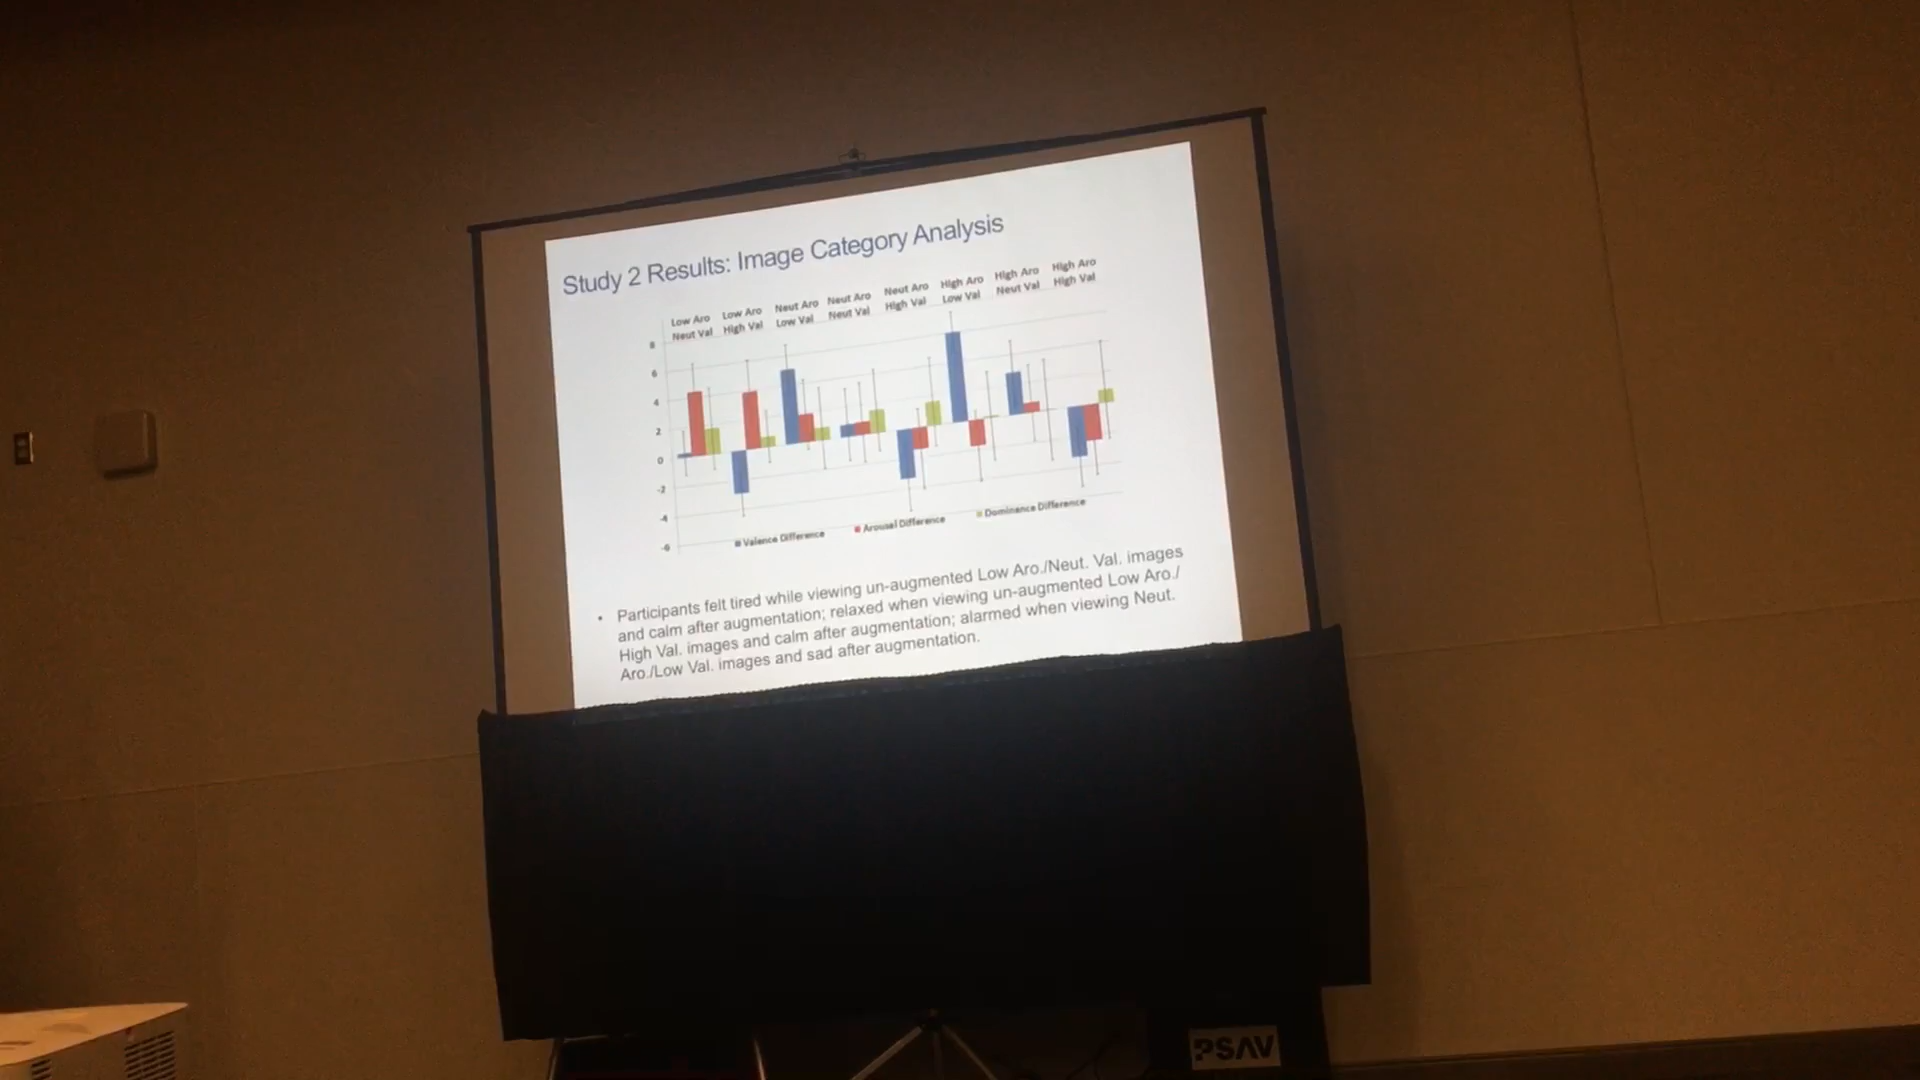 Study 2 Results: Image Category Analysis
Low Aro Low Aro Neut Aro Neut Aro Neut Aro High Aro High Aro High Aro
Neut Val High Val Low Val Neut Val High Val Low Val Neut Val High Val
8
6
4
2
0
-2
-4
-6
Valence Difference Arousal Difference Dominance Difference
• Participants felt tired while viewing un-augmented Low Aro./Neut. Val. images
and calm after augmentation; relaxed when viewing un-augmented Low Aro./
High Val. images and calm after augmentation; alarmed when viewing Neut.
Aro./Low Val. images and sad after augmentation.
PSAV